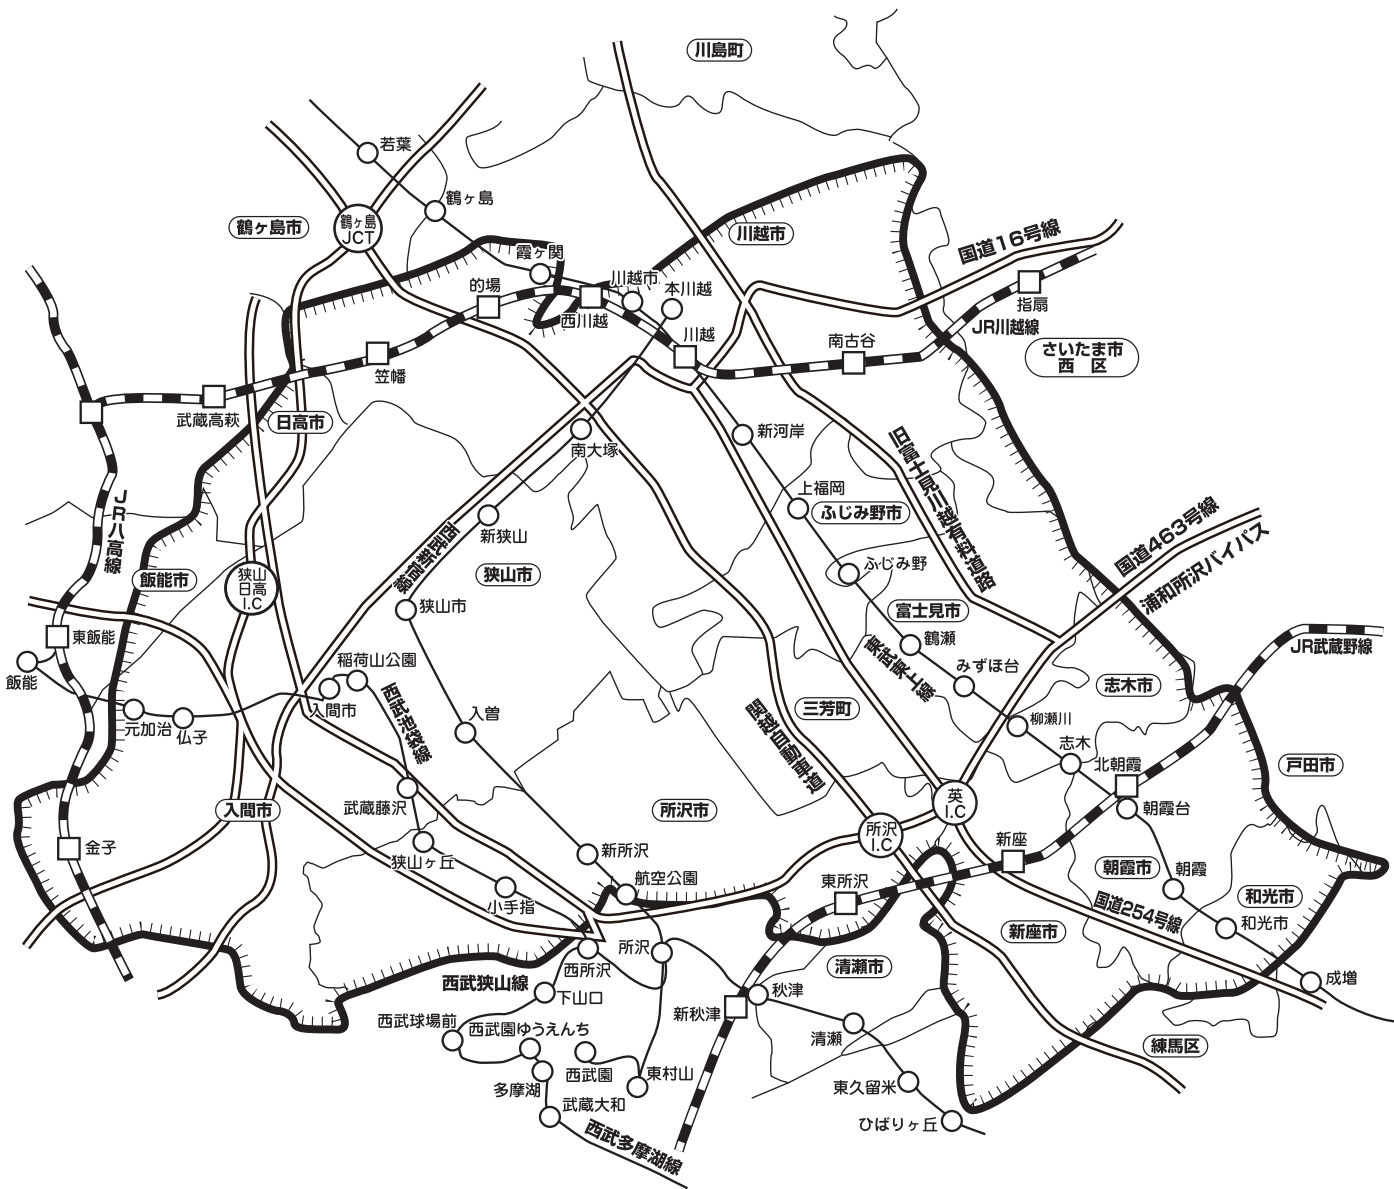 川島町
若葉
鶴ヶ島
鶴ヶ島市
鶴ヶ島
JCT
川越市
国道16号線
霞ヶ関
的場
川越市
本川越
指扇
西川越
JR川越線
川越
南古谷
さいたま市
西 区
笠幡
武蔵高萩
日高市
南大塚
新河岸
旧富士見川越有料道路
上福岡
ふじみ野市
JR八高線
新狭山
西武新宿線
国道463号線
浦和所沢バイパス
ふじみ野
狭山市
飯能市
狭山
日高
I.C
狭山市
富士見市
東飯能
鶴瀬
JR武蔵野線
東武東上線
みずほ台
稲荷山公園
飯能
志木市
入間市
西武池袋線
入曽
三芳町
柳瀬川
元加治
仏子
関越自動車道
志木
北朝霞
戸田市
武蔵藤沢
入間市
所沢市
英
I.C
朝霞台
所沢
I.C
新座
金子
狭山ヶ丘
新所沢
朝霞市
朝霞
航空公園
東所沢
和光市
小手指
国道254号線
和光市
新座市
所沢
清瀬市
西所沢
西武狭山線
成増
下山口
秋津
新秋津
西武球場前
西武園ゆうえんち
清瀬
練馬区
西武園
東村山
多摩湖
東久留米
武蔵大和
ひばりヶ丘
西武多摩湖線